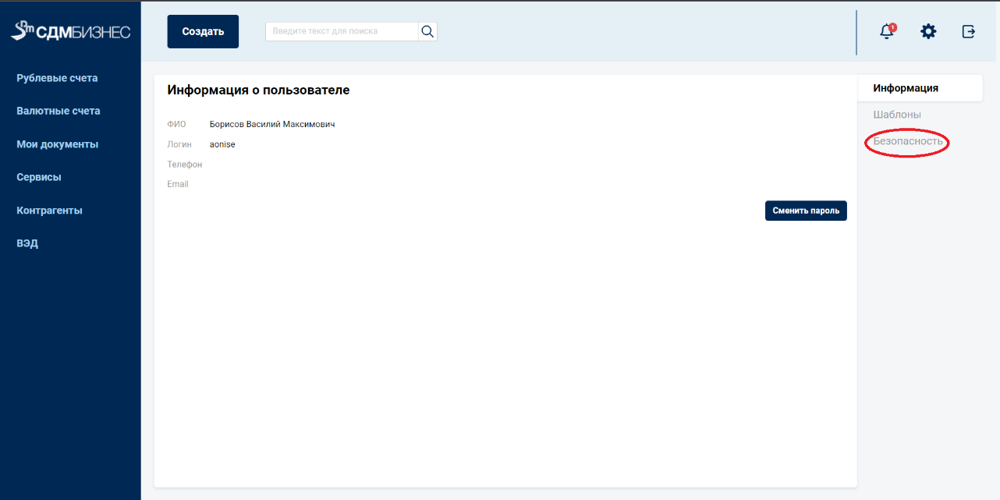 СДМБИЗНЕС
Создать
Введите текст для поиска
1
Рублевые счета
Валютные счета
Мои документы
Сервисы
Контрагенты
ВЭД
Информация о пользователе
ФИО Борисов Василий Максимович
Логин aonise
Телефон
Email
Сменить пароль
Информация
Шаблоны
Безопасность